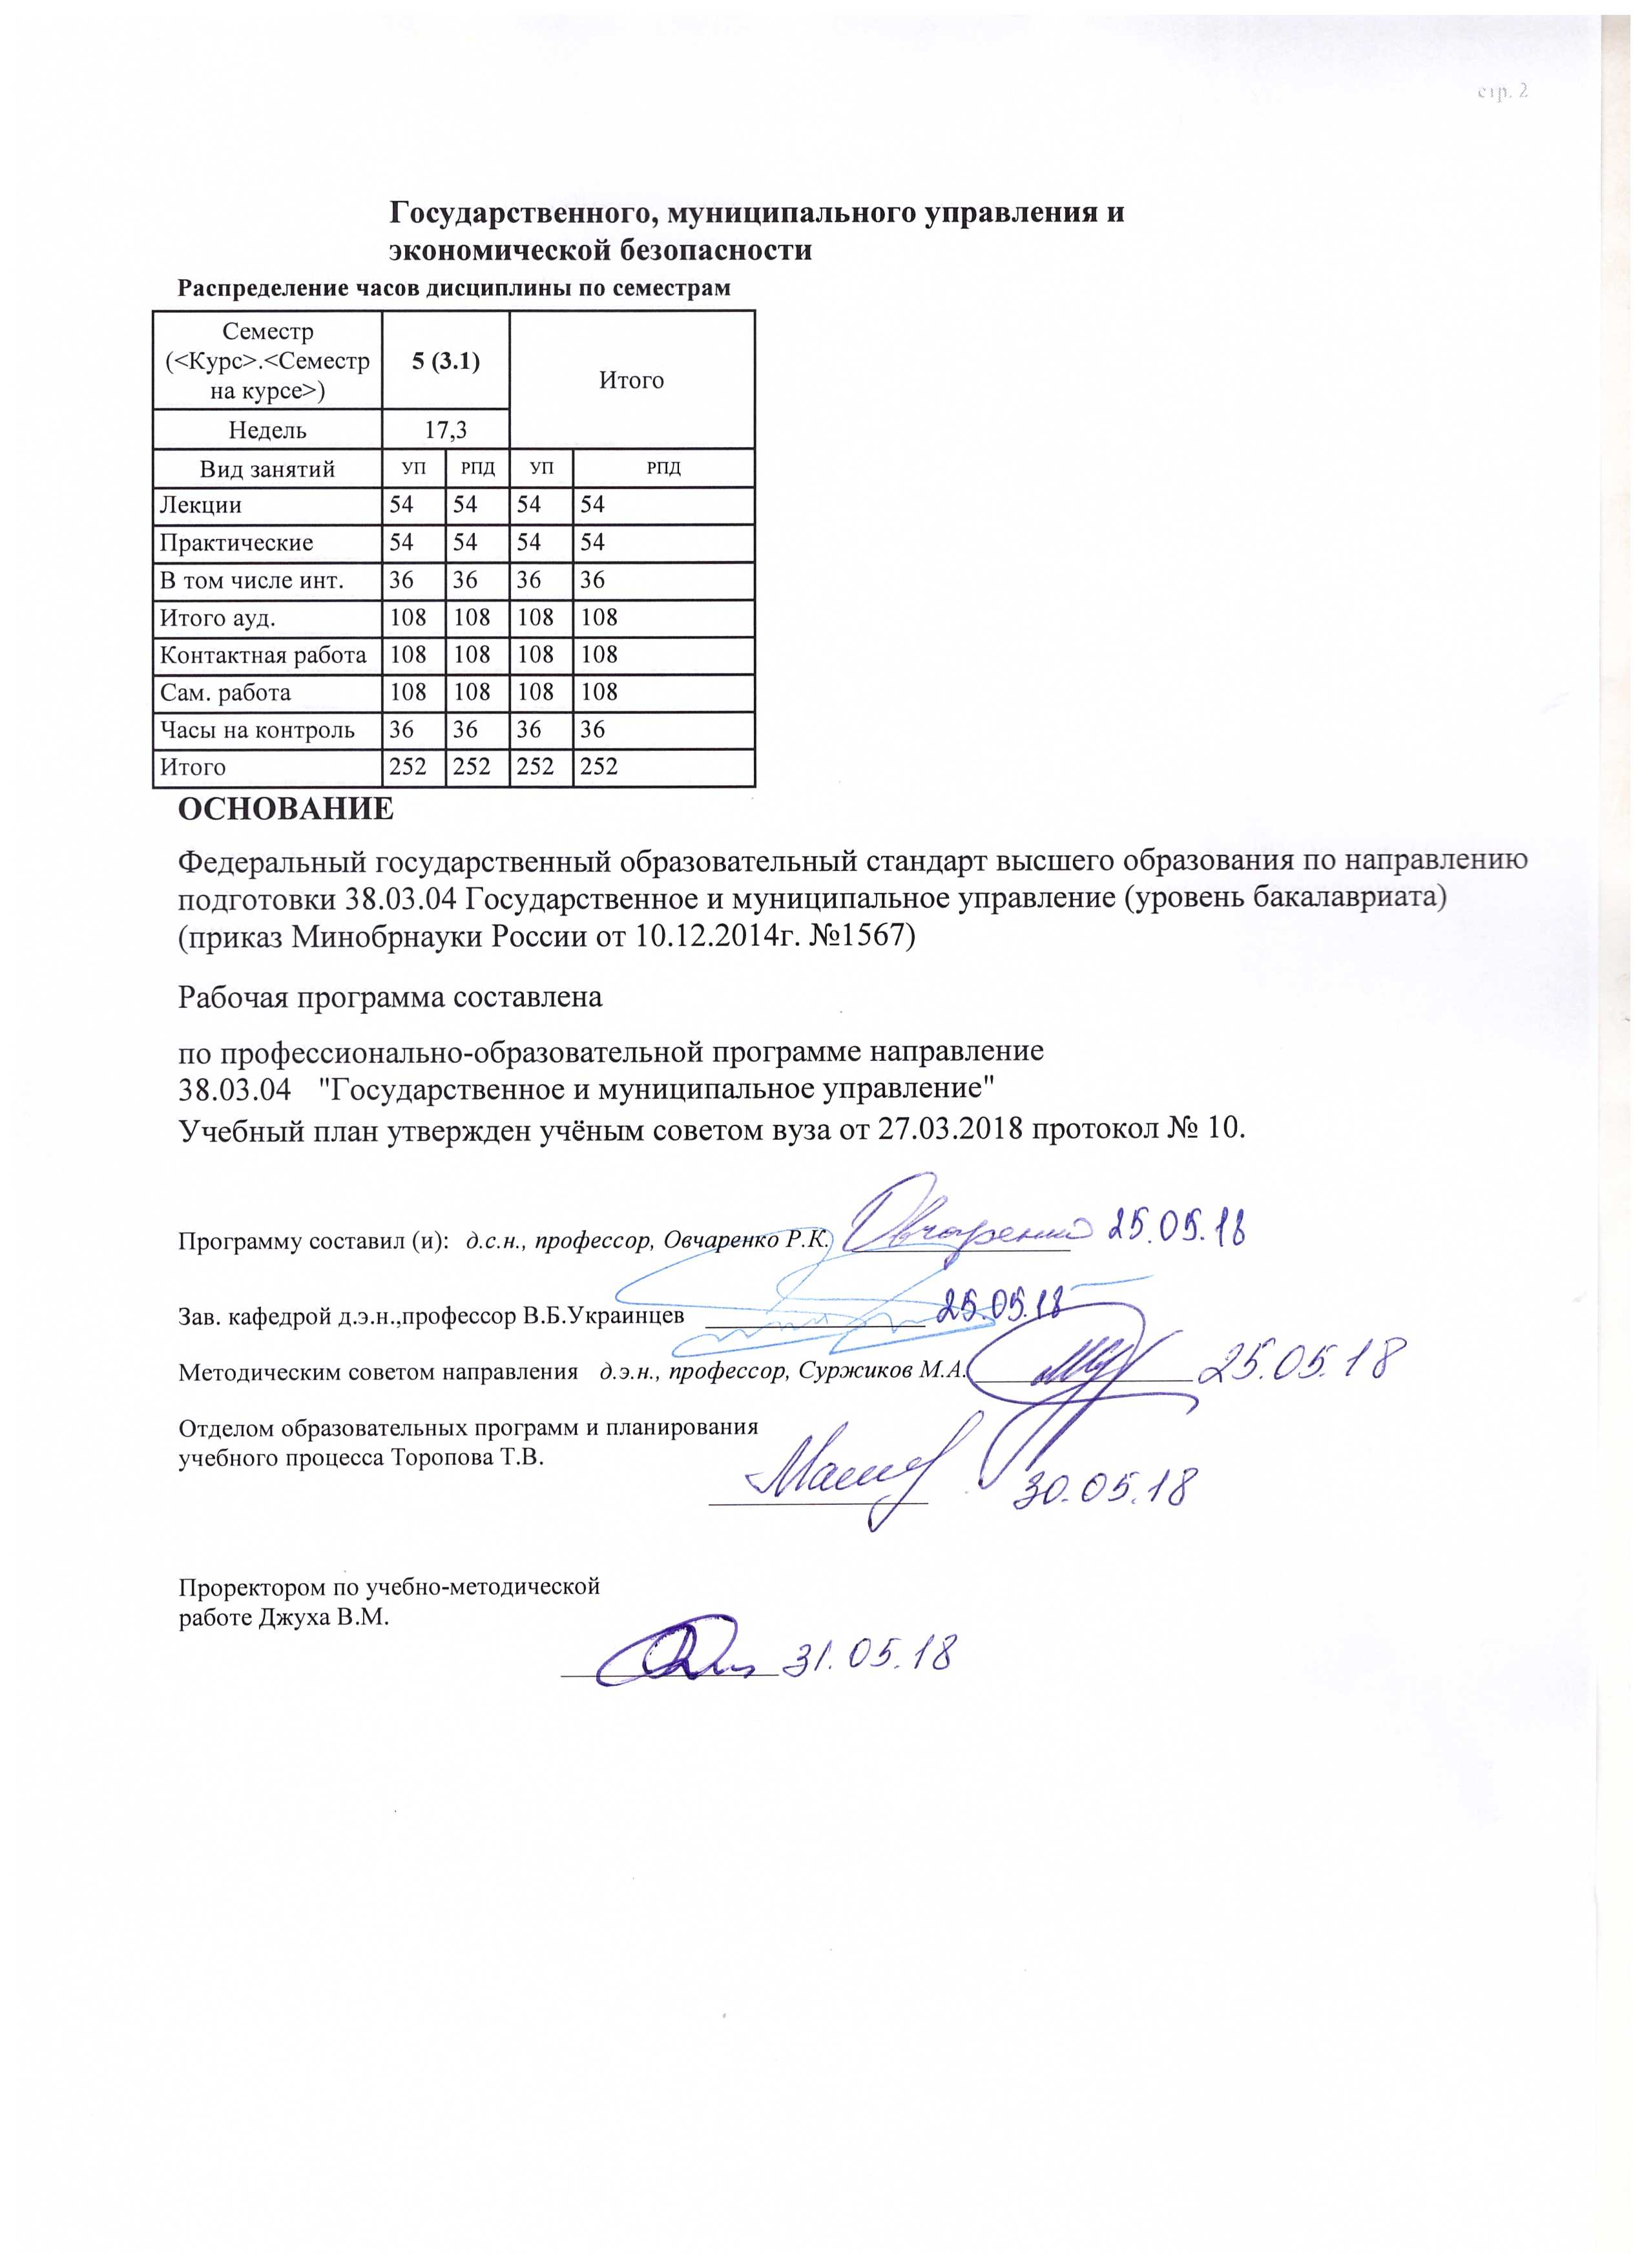 стр. 2
Государственного, муниципального управления и
экономической безопасности
Распределение часов дисциплины по семестрам
Семестр
(<Курс>.<Семестр
на курсе>)
5 (3.1)
Итого
Недель 17,3
Вид занятий УП РПД УП РПД
Лекции 54 54 54 54
Практические 54 54 54 54
В том числе инт. 36 36 36 36
Итого ауд. 108 108 108 108
Контактная работа 108 108 108 108
Сам. работа 108 108 108 108
Часы на контроль 36 36 36 36
Итого 252 252 252 252
ОСНОВАНИЕ
Федеральный государственный образовательный стандарт высшего образования по направлению
подготовки 38.03.04 Государственное и муниципальное управление (уровень бакалавриата)
(приказ Минобрнауки России от 10.12.2014г. №1567)
Рабочая программа составлена
по профессионально-образовательной программе направление
38.03.04 "Государственное и муниципальное управление"
Учебный план утвержден учёным советом вуза от 27.03.2018 протокол № 10.
Программу составил (и): д.с.н., профессор, Овчаренко Р.К. Овчаренко 25.05.18
Зав. кафедрой д.э.н.,профессор В.Б.Украинцев 25.05.18
Методическим советом направления д.э.н., профессор, Суржиков М.А. 25.05.18
Отделом образовательных программ и планирования
учебного процесса Торопова Т.В.
30.05.18
Проректором по учебно-методической
работе Джуха В.М.
31.05.18